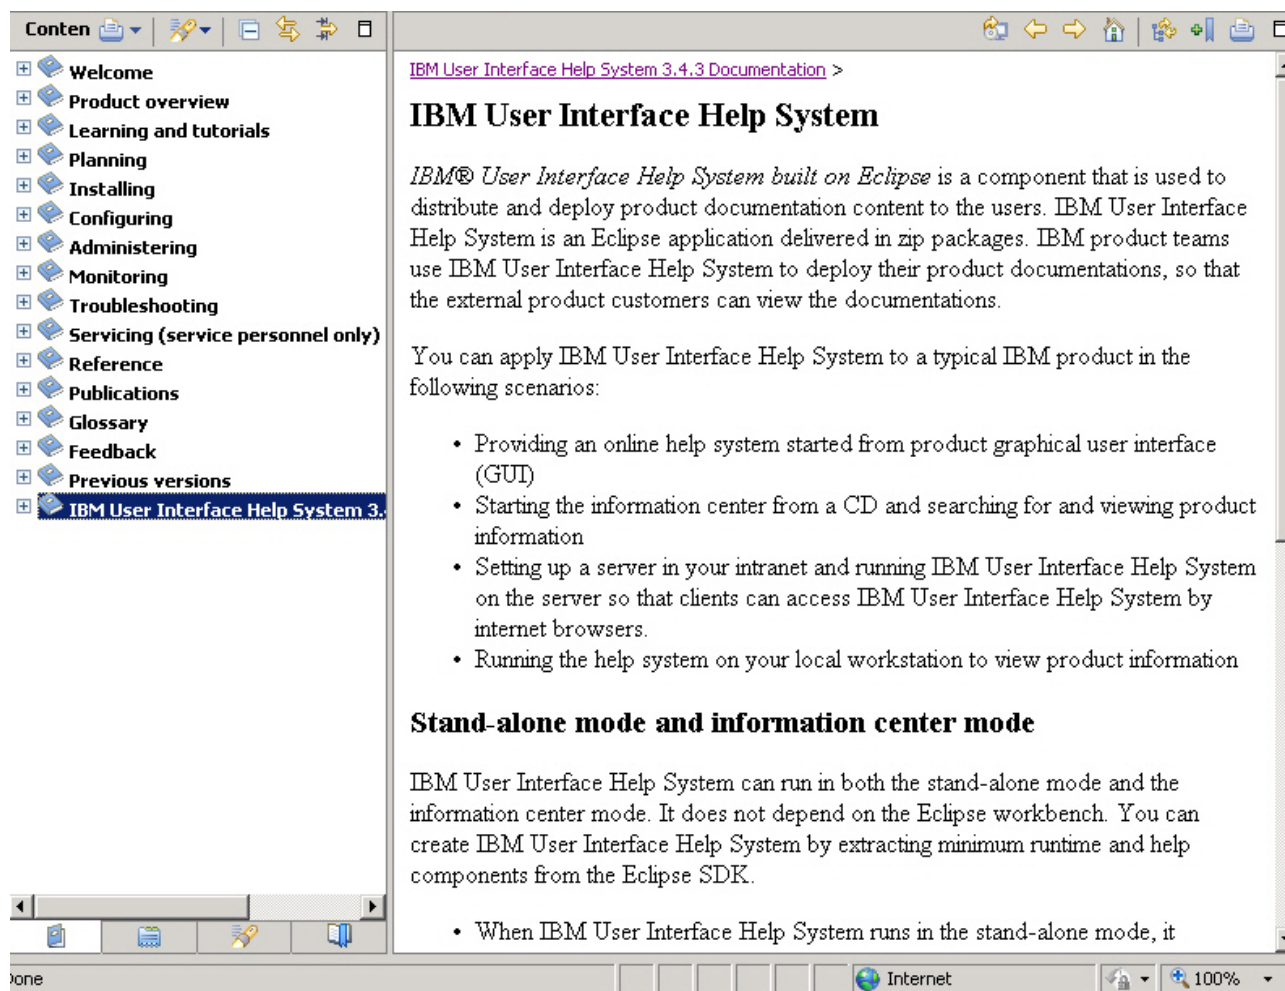 Conten
Welcome
Product overview
Learning and tutorials
Planning
Installing
Configuring
Administering
Monitoring
Troubleshooting
Servicing (service personnel only)
Reference
Publications
Glossary
Feedback
Previous versions
IBM User Interface Help System 3.
IBM User Interface Help System 3.4.3 Documentation >
IBM User Interface Help System
IBM® User Interface Help System built on Eclipse is a component that is used to
distribute and deploy product documentation content to the users. IBM User Interface
Help System is an Eclipse application delivered in zip packages. IBM product teams
use IBM User Interface Help System to deploy their product documentations, so that
the external product customers can view the documentations.
You can apply IBM User Interface Help System to a typical IBM product in the
following scenarios:
• Providing an online help system started from product graphical user interface
(GUI)
• Starting the information center from a CD and searching for and viewing product
information
• Setting up a server in your intranet and running IBM User Interface Help System
on the server so that clients can access IBM User Interface Help System by
internet browsers.
• Running the help system on your local workstation to view product information
Stand-alone mode and information center mode
IBM User Interface Help System can run in both the stand-alone mode and the
information center mode. It does not depend on the Eclipse workbench. You can
create IBM User Interface Help System by extracting minimum runtime and help
components from the Eclipse SDK.
• When IBM User Interface Help System runs in the stand-alone mode, it
one
Internet
100%